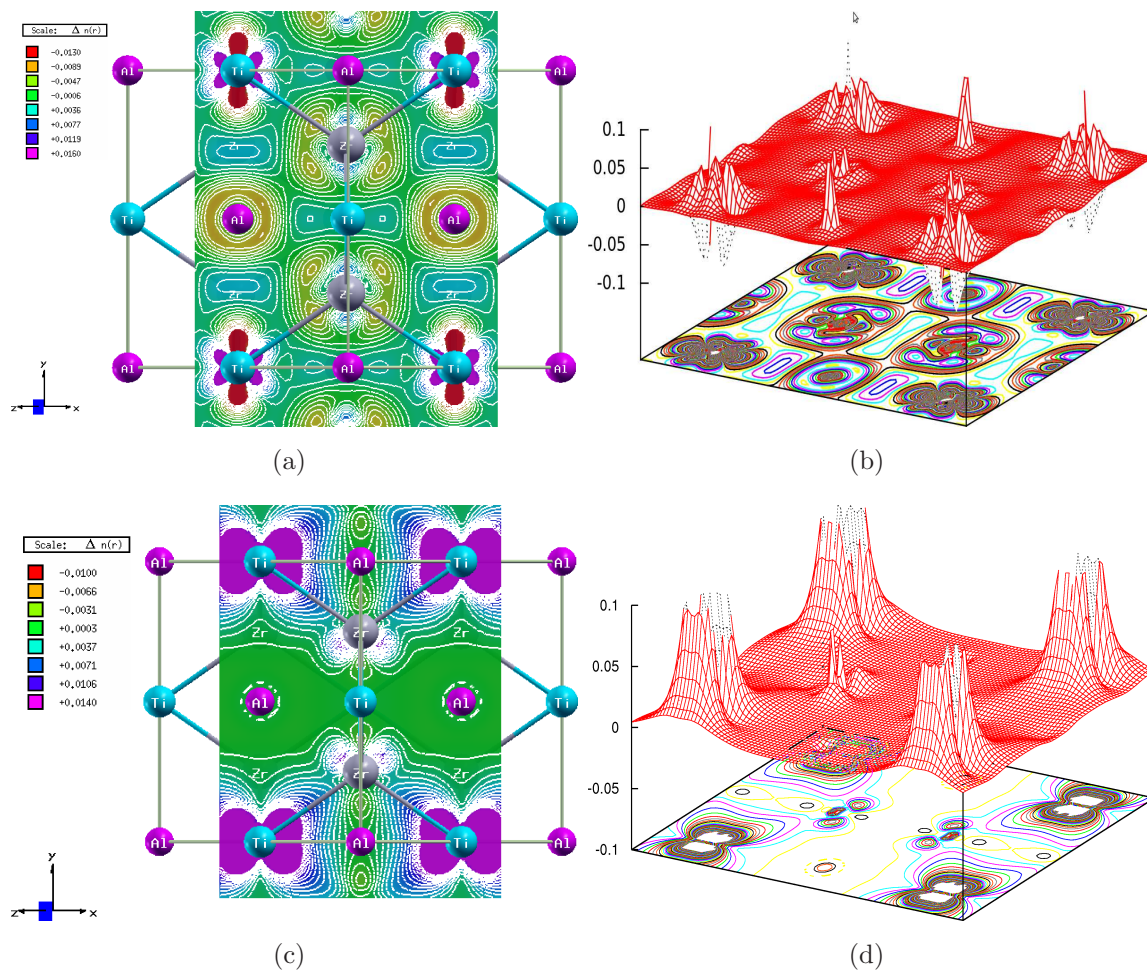 Scale: Δ n(r)
-0.0130
-0.0089
-0.0047
-0.0006
+0.0036
+0.0077
+0.0119
+0.0160
Al Ti Al Ti Al
Zr
Ti Al Ti Al Ti
Zr Zr Zr
Al Ti Al Ti Al
y
z x
(a)
0.1
0.05
0
-0.05
-0.1
(b)
Scale: Δ n(r)
-0.0100
-0.0066
-0.0031
+0.0003
+0.0037
+0.0071
+0.0106
+0.0140
Al Ti Al Ti Al
Zr Zr Zr
Ti Al Ti Al Ti
Zr Zr Zr
Al Ti Al Ti Al
y
z x
(c)
0.1
0.05
0
-0.05
-0.1
(d)